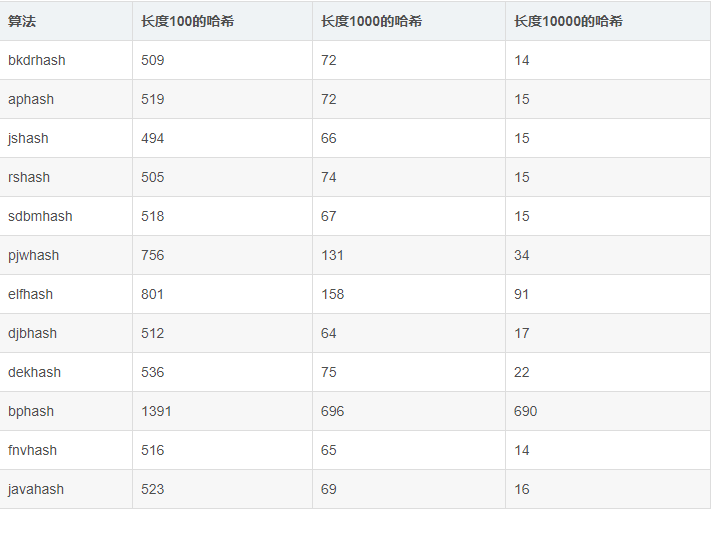 算法 长度100的哈希 长度1000的哈希 长度10000的哈希
bkdrhash 509 72 14
aphash 519 72 15
jshash 494 66 15
rshash 505 74 15
sdbmhash 518 67 15
pjwhash 756 131 34
elfhash 801 158 91
djbhash 512 64 17
dekhash 536 75 22
bphash 1391 696 690
fnvhash 516 65 14
javahash 523 69 16